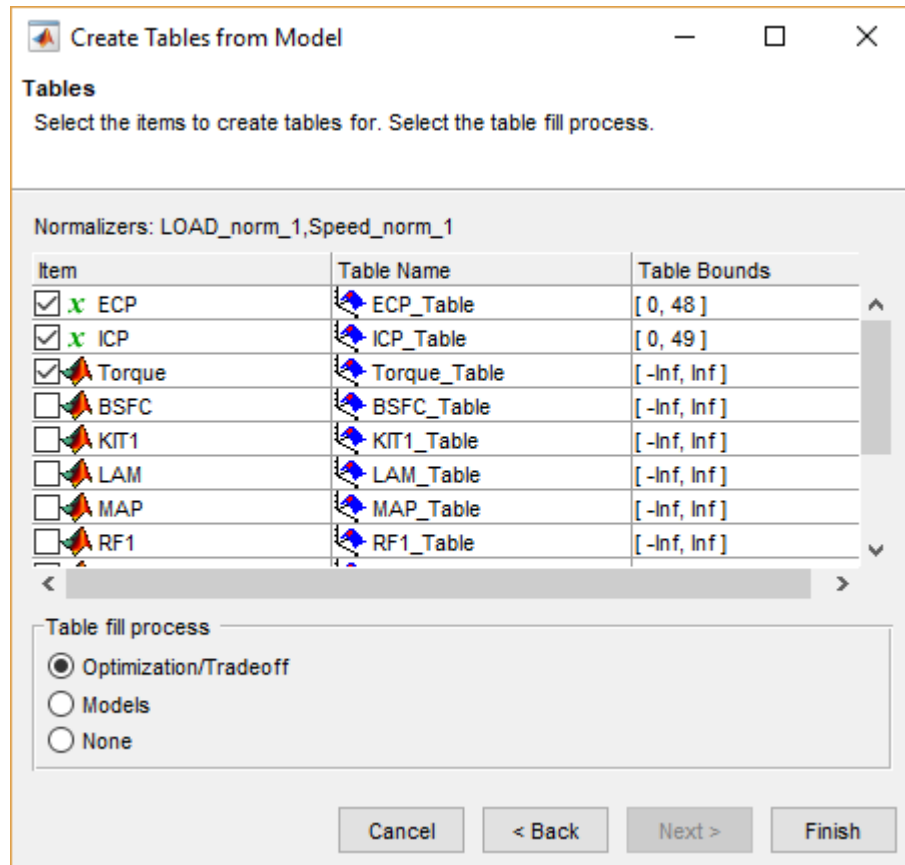 Create Tables from Model
Tables
Select the items to create tables for. Select the table fill process.
Normalizers: LOAD_norm_1,Speed_norm_1
Item Table Name Table Bounds
x ECP ECP_Table [ 0, 48 ]
x ICP ICP_Table [ 0, 49 ]
Torque Torque_Table [ -Inf, Inf ]
BSFC BSFC_Table [ -Inf, Inf ]
KIT1 KIT1_Table [ -Inf, Inf ]
LAM LAM_Table [ -Inf, Inf ]
MAP MAP_Table [ -Inf, Inf ]
RF1 RF1_Table [ -Inf, Inf ]
Table fill process
Optimization/Tradeoff
Models
None
Cancel < Back Next > Finish